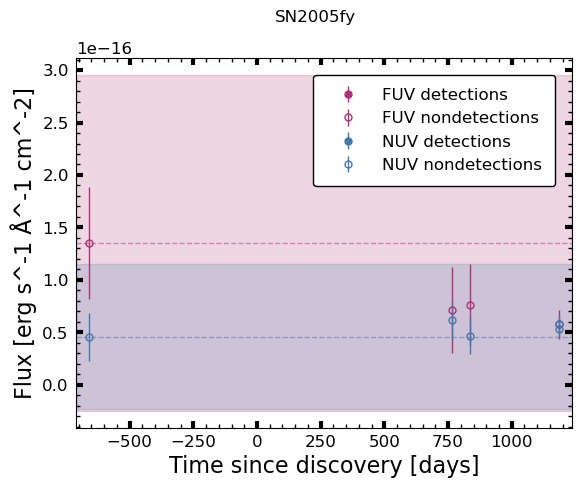 SN2005fy
1e−16
3.0
2.5
2.0
1.5
1.0
0.5
0.0
Flux [erg s^-1 Å^-1 cm^-2]
FUV detections
FUV nondetections
NUV detections
NUV nondetections
−500 −250 0 250 500 750 1000
Time since discovery [days]